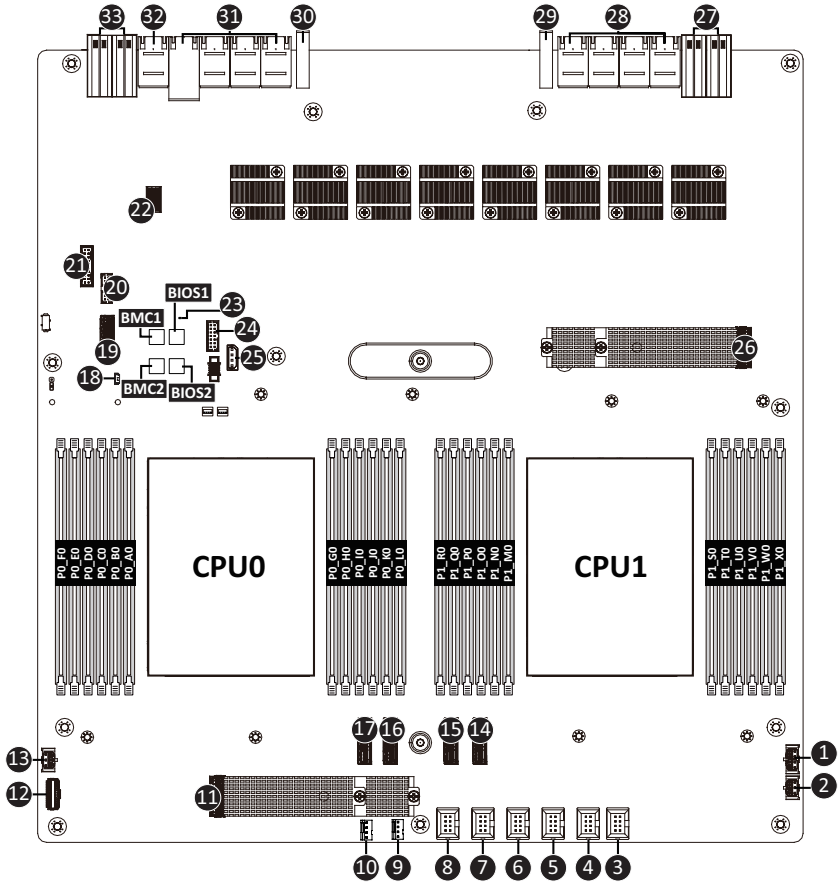 33 32 31 30 29 28 27
22
21
20
BIOS1 23
BMC1
24
19
25
26
18
BMC2
BIOS2
P0_F0
P0_E0
P0_D0
P0_C0
P0_B0
P0_A0
CPU0
P0_G0
P0_H0
P0_I0
P0_J0
P0_K0
P0_L0
P1_R0
P1_Q0
P1_P0
P1_O0
P1_N0
P1_M0
CPU1
P1_S0
P1_T0
P1_U0
P1_V0
P1_W0
P1_X0
17 16 15 14
13
1
12
2
11
10 9 8 7 6 5 4 3